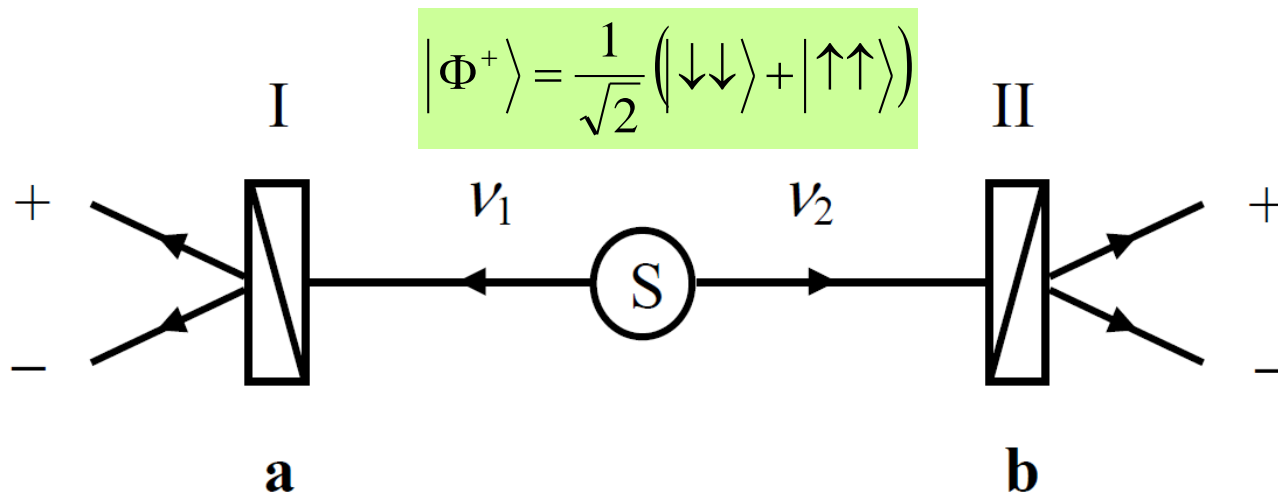 |Φ⁺⟩ = 1/√2 (|↓↓⟩ + |↑↑⟩)
I II
+ ν₁ ν₂ +
S
− −
a b